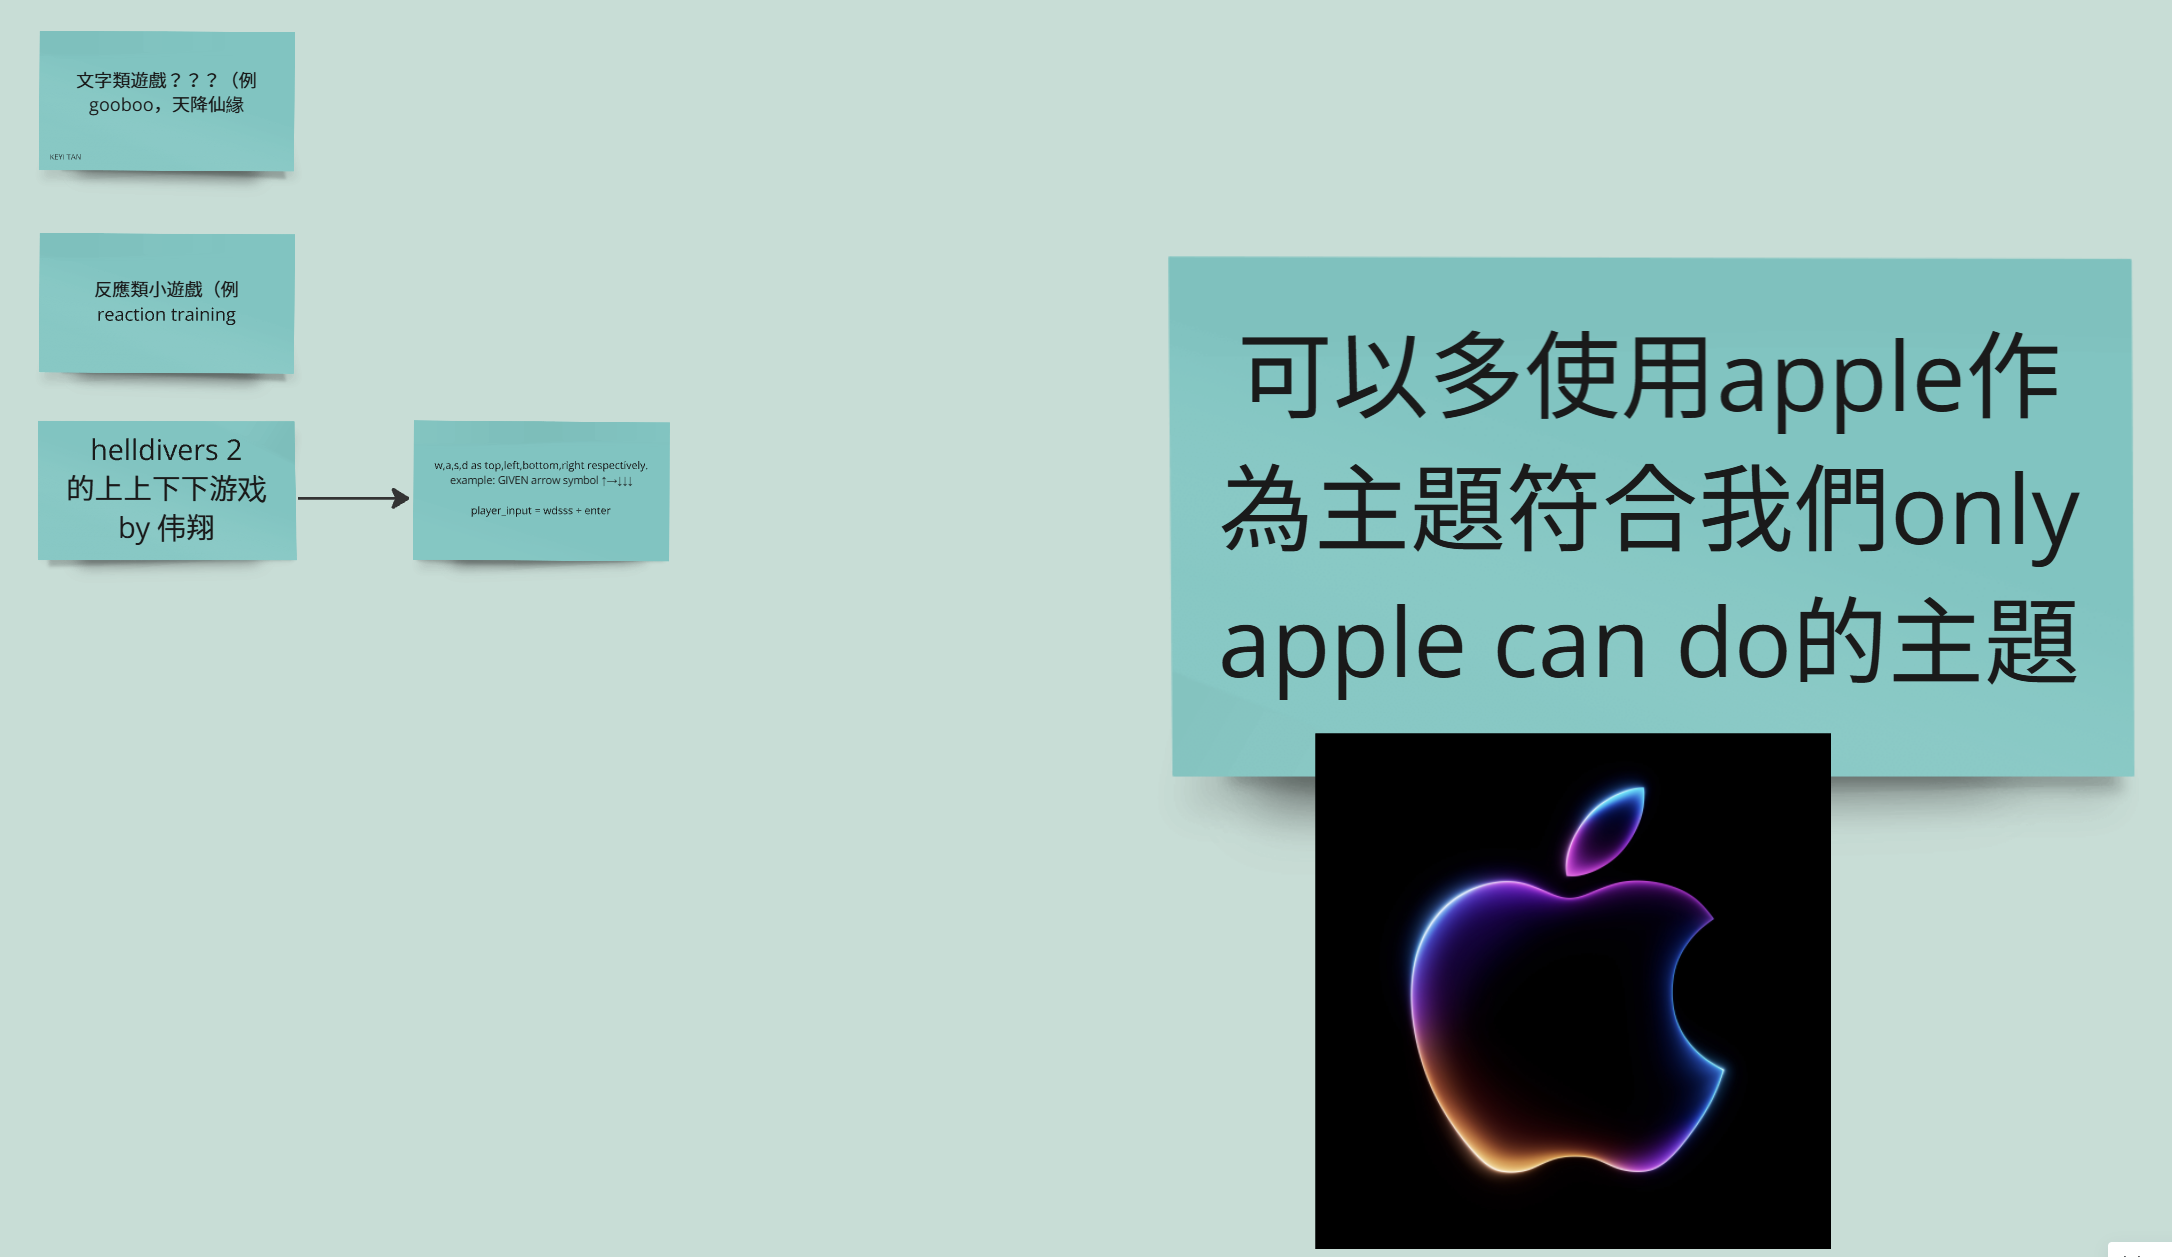 文字類遊戲？？？（例
gooboo，天降仙緣
KEYI TAN
反應類小遊戲（例
reaction training
helldivers 2
的上上下下游戏
by 伟翔
w,a,s,d as top,left,bottom,right respectively.
example: GIVEN arrow symbol ↑→↓↓↓
player_input = wdsss + enter
可以多使用apple作
為主題符合我們only
apple can do的主題